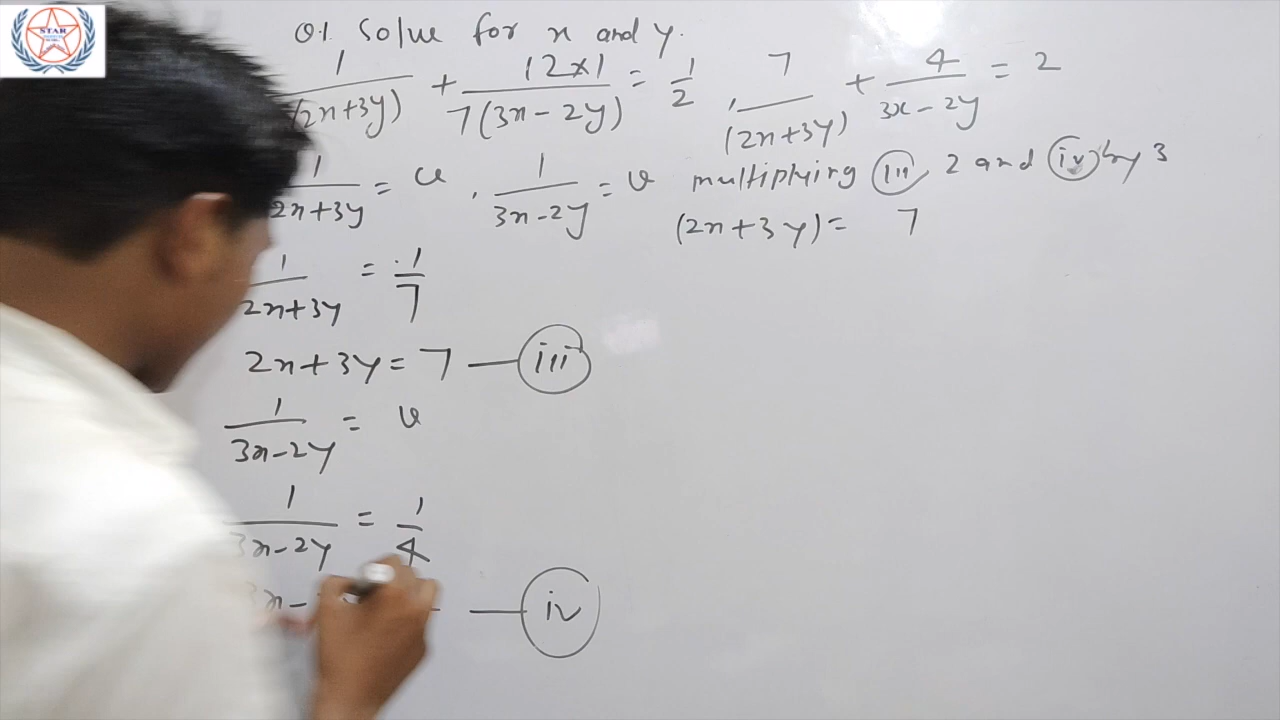 STAR
Q1. Solve for x and y.
1/(2x+3y) + 12×1/7(3x-2y) = 1/2 , 7/(2x+3y) + 4/3x-2y = 2
1/2x+3y = u , 1/3x-2y = v
multiplying (iii) 2 and (iv) by 3
(2x+3y) = 7
1/2x+3y = 1/7
2x+3y = 7 — (iii)
1/3x-2y = v
1/3x-2y = 1/4
3x- — (iv)